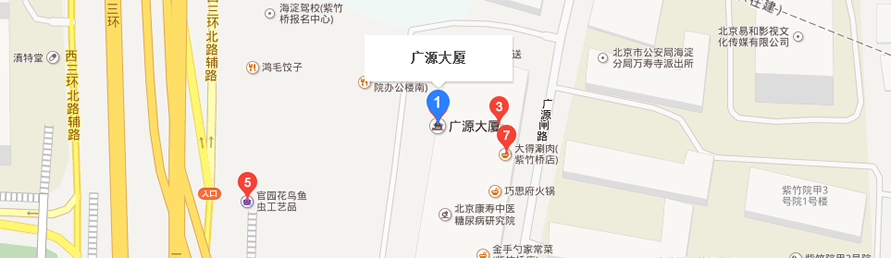 三环
海淀驾校(紫竹
桥报名中心)
北京易和影视文
化传媒有限公司
滇特堂
西三环北路辅路
西三环北路辅路
鸿毛饺子
广源大厦
送
北京市公安局海淀
分局万寿寺派出所
院办公楼南)
1
3
广源大厦
7
广源闸路
大得涮肉(
紫竹桥店)
5
入口
官园花鸟鱼
虫工艺品
巧思府火锅
紫竹院甲3
号院1号楼
北京康寿中医
糖尿病研究院
金手勺家常菜